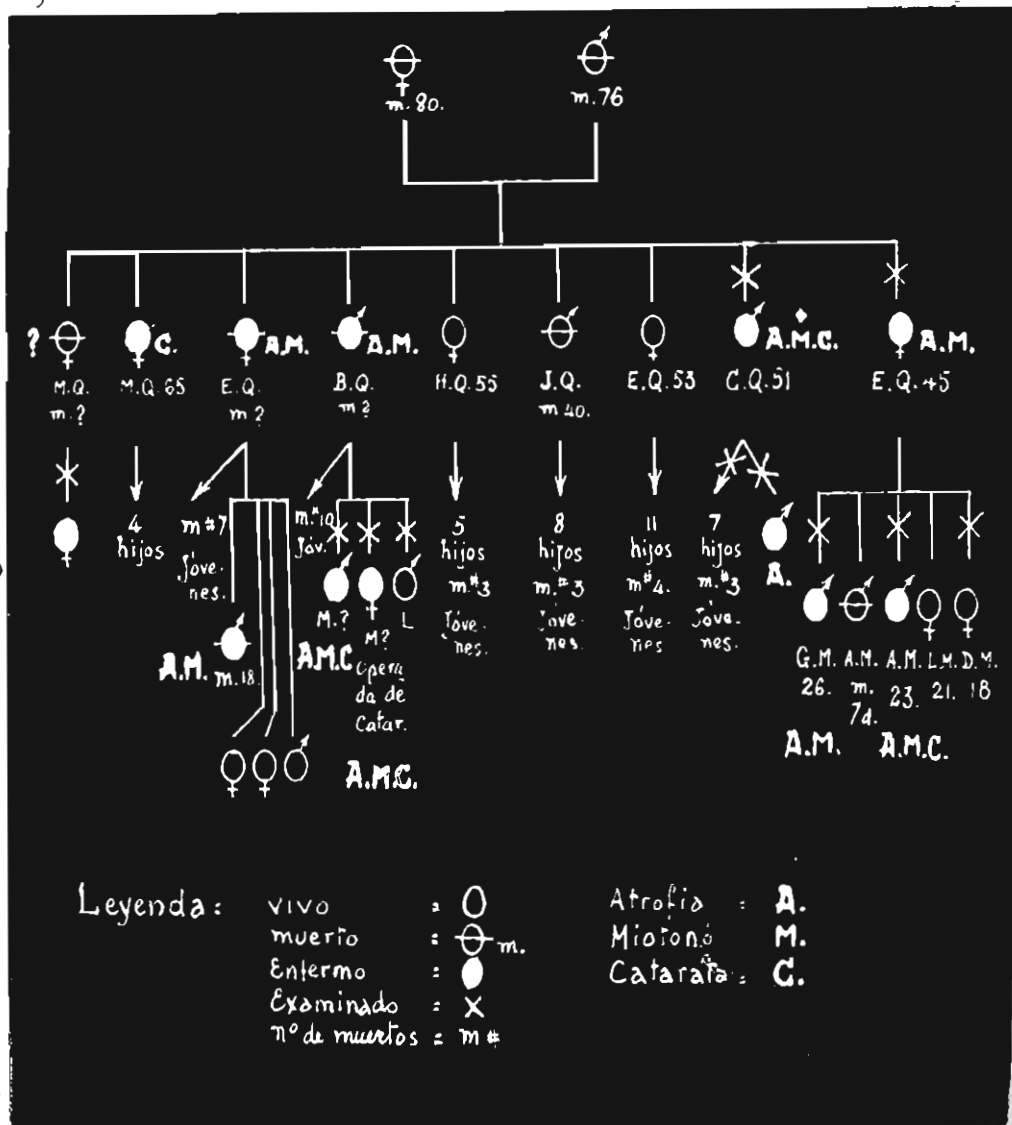 m. 80.
m. 76
? C. A.M. A.M. A.M.C. A.M.
M.Q. M.Q. 65 E.Q. B.Q. H.Q. 55 J.Q. E.Q. 53 C.Q. 51 E.Q. 45
m. ? m ? m ? m 40.
4 hijos
m #7
Jóve-
nes.
A.M. m. 18.
m.#10
Jóv.
M.? M? L
A.M.C
Opera
da de
Catar.
A.M.C.
5
hijos
m.#3
Jóve-
nes.
8
hijos
m.#3
Jóve-
nes.
11
hijos
m#4.
Jóve-
nes
7
hijos
m.#3
Jóve-
nes.
A.
G.M. A.M. A.M. L.M. D.M.
26. m. 23. 21. 18
7d.
A.M. A.M.C.
Leyenda:
vivo =
muerto = m.
Enfermo =
Examinado = X
nº de muertos = m #
Atrofia = A.
M.
Catarata = C.